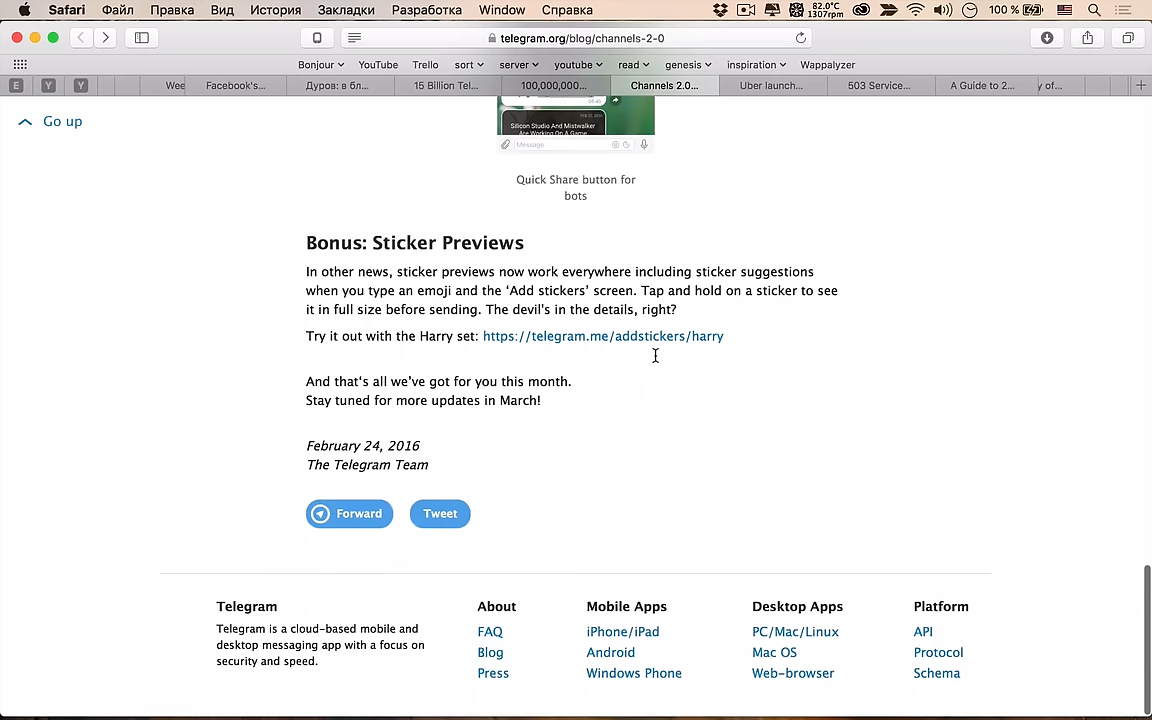 Safari Файл Правка Вид История Закладки Разработка Window Справка 82.0°C 1307rpm 100 %
telegram.org/blog/channels-2-0
Bonjour YouTube Trello sort server youtube read genesis inspiration Wappalyzer
E Y Y Wee Facebook's... Дуров: в бл... 15 Billion Tel... 100,000,000... Channels 2.0... Uber launch... 503 Service... A Guide to 2... y of...
Go up
Silicon Studio And Mistwalker
Are Working On A Game
Message
Quick Share button for
bots
Bonus: Sticker Previews
In other news, sticker previews now work everywhere including sticker suggestions
when you type an emoji and the ‘Add stickers’ screen. Tap and hold on a sticker to see
it in full size before sending. The devil's in the details, right?
Try it out with the Harry set: https://telegram.me/addstickers/harry
And that‘s all we’ve got for you this month.
Stay tuned for more updates in March!
February 24, 2016
The Telegram Team
Forward Tweet
Telegram About Mobile Apps Desktop Apps Platform
Telegram is a cloud-based mobile and
desktop messaging app with a focus on
security and speed.
FAQ iPhone/iPad PC/Mac/Linux API
Blog Android Mac OS Protocol
Press Windows Phone Web-browser Schema